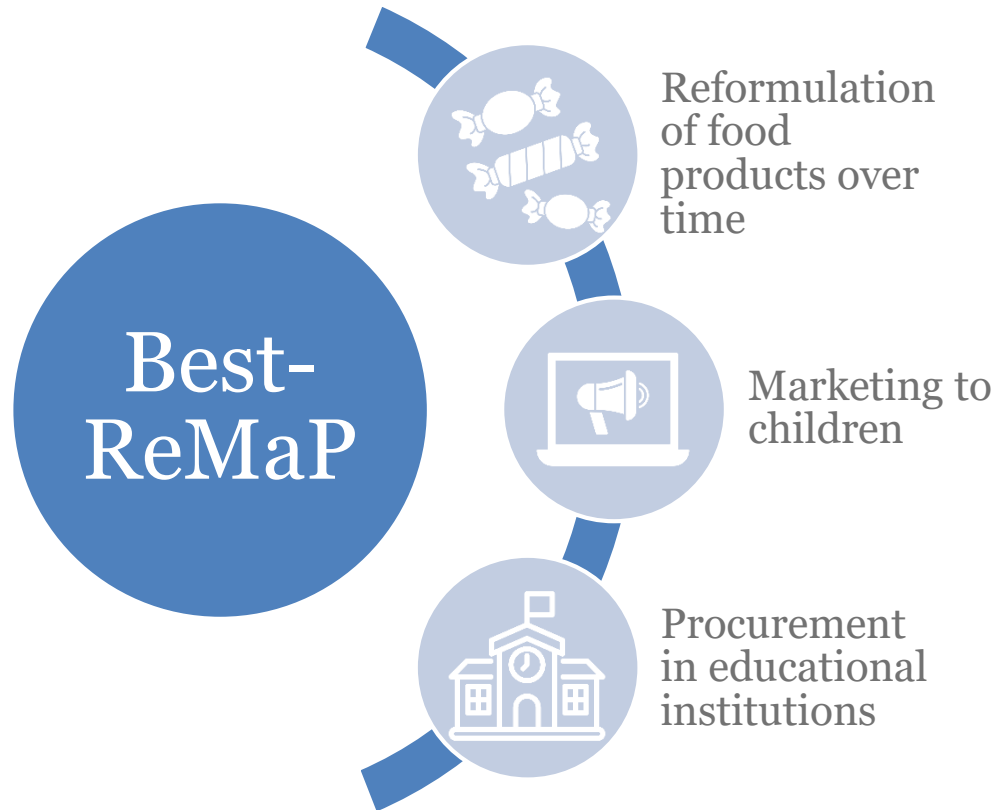 Best-
ReMaP
Reformulation
of food
products over
time
Marketing to
children
Procurement
in educational
institutions